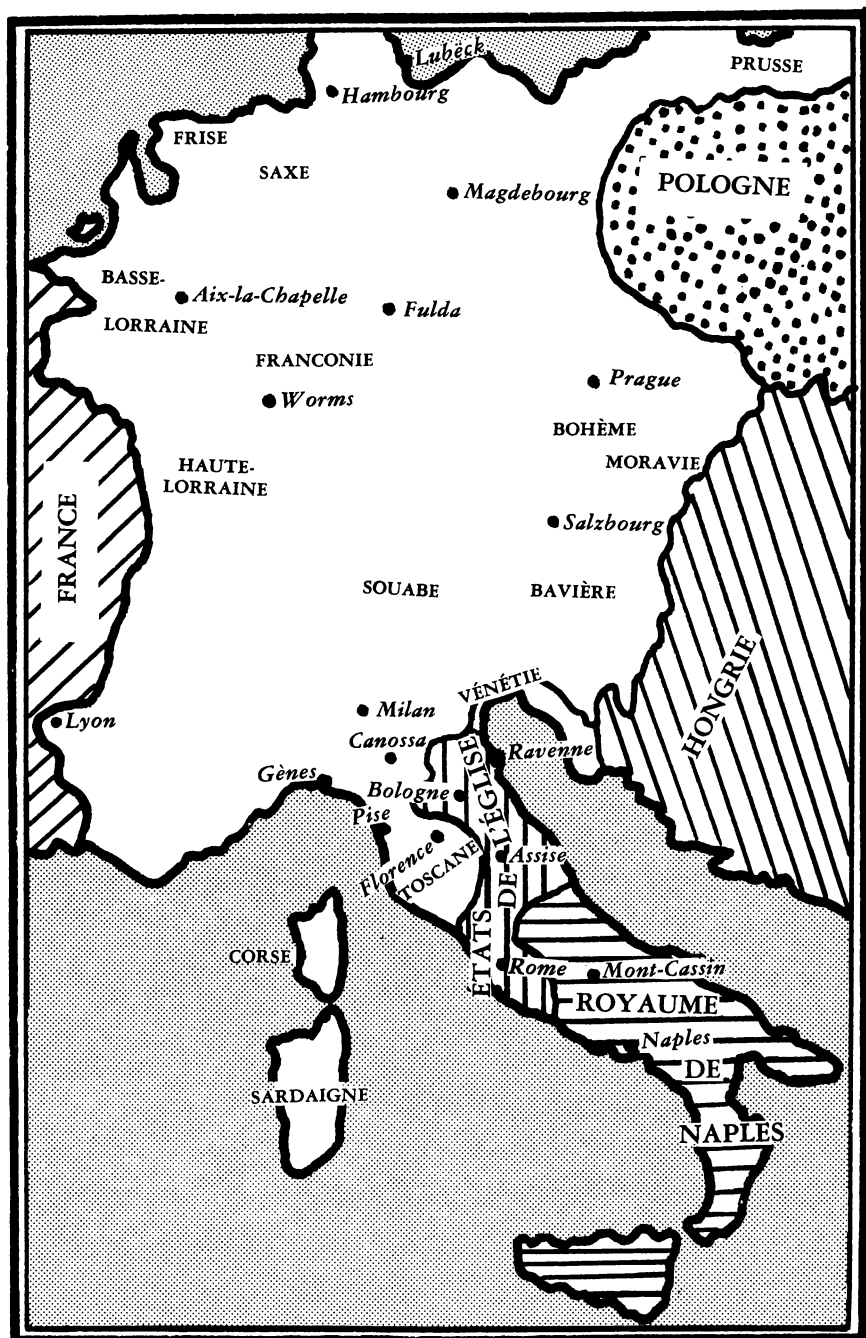 Lubeck
PRUSSE
Hambourg
FRISE
SAXE
POLOGNE
Magdebourg
BASSE-
LORRAINE
Aix-la-Chapelle
Fulda
FRANCONIE
Prague
Worms
BOHÈME
MORAVIE
HAUTE-
LORRAINE
FRANCE
Salzbourg
SOUABE
BAVIÈRE
VÉNÉTIE
HONGRIE
Lyon
Milan
Canossa
Ravenne
Gènes
Bologne
Pise
Florence
TOSCANE
Assise
ÉTATS DE L'ÉGLISE
CORSE
Rome
Mont-Cassin
ROYAUME
Naples
DE
NAPLES
SARDAIGNE